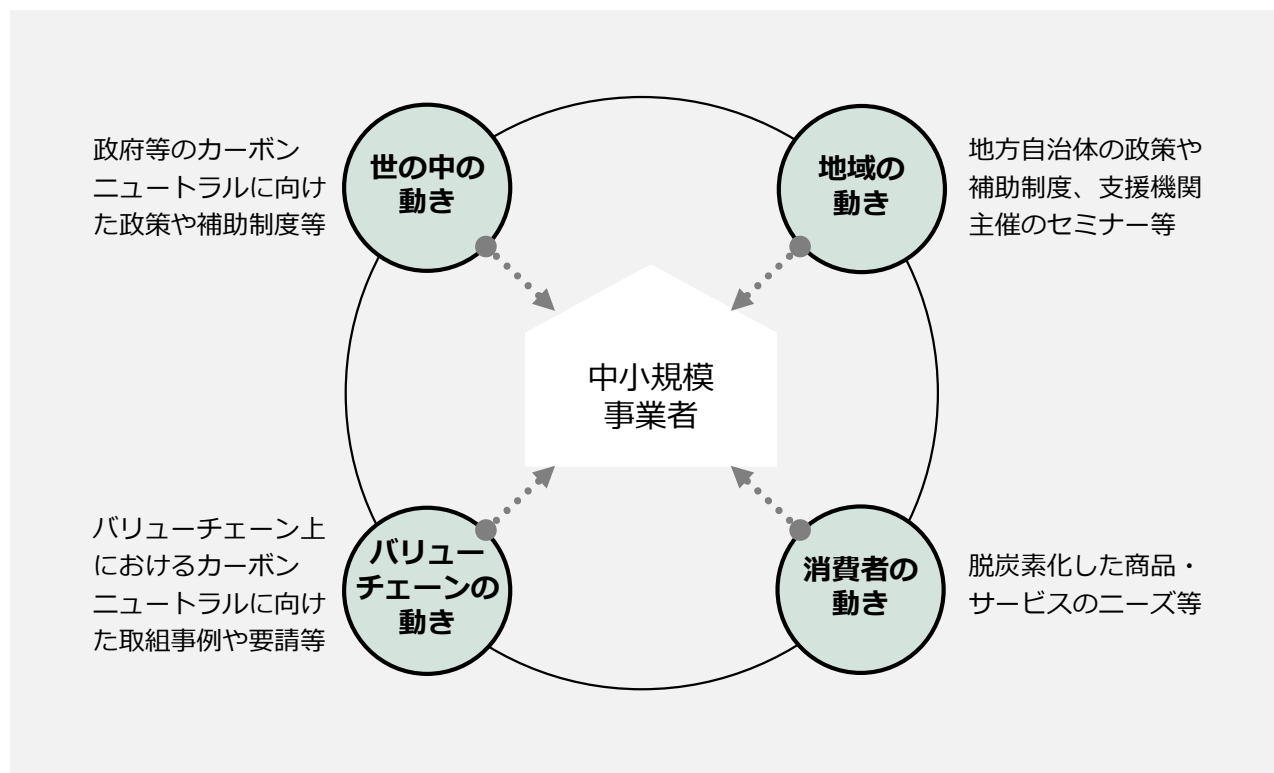 政府等のカーボン
ニュートラルに向け
た政策や補助制度等
世の中の
動き
地域の
動き
地方自治体の政策や
補助制度、支援機関
主催のセミナー等
中小規模
事業者
バリューチェーン上
におけるカーボン
ニュートラルに向け
た取組事例や要請等
バリュー
チェーンの
動き
消費者の
動き
脱炭素化した商品・
サービスのニーズ等